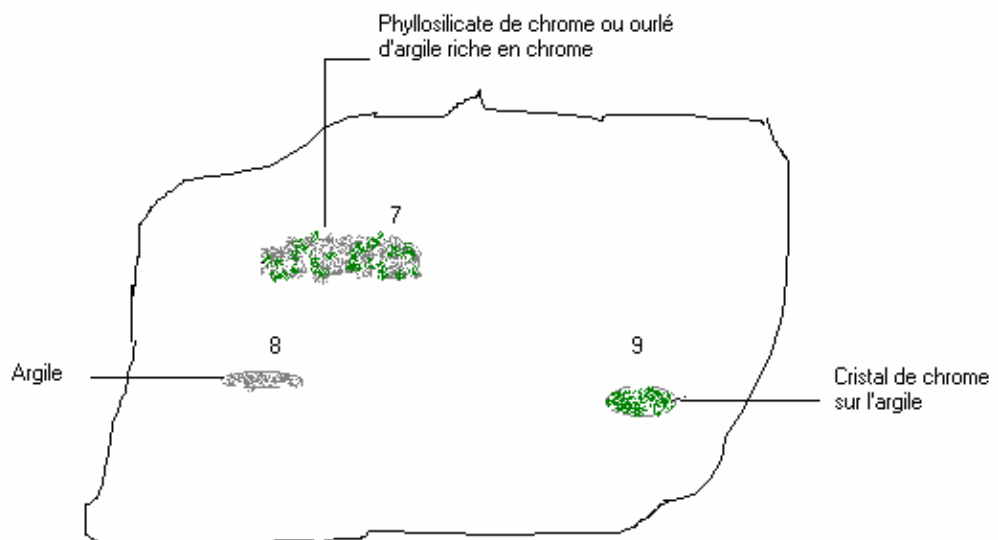 Phyllosilicate de chrome ou ourlé
d'argile riche en chrome
7
8
9
Argile
Cristal de chrome
sur l'argile